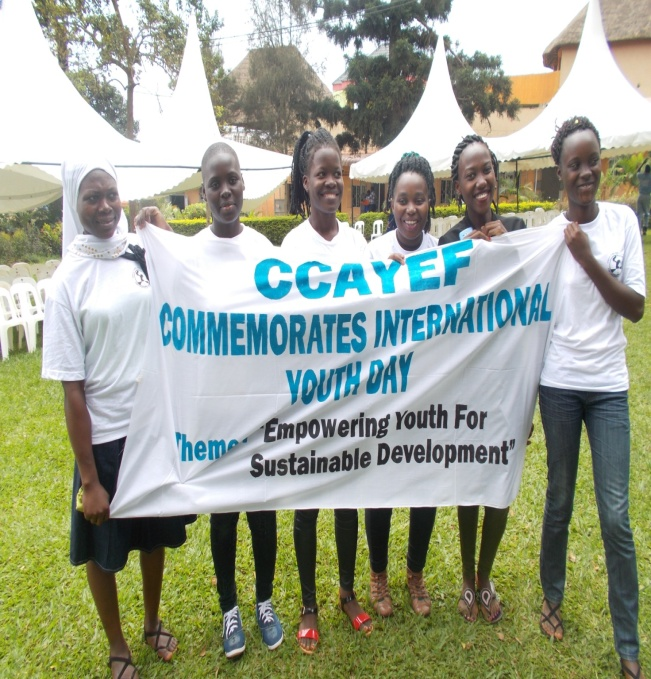 CCAYEF
COMMEMORATES INTERNATIONAL
YOUTH DAY
Theme: "Empowering Youth For
Sustainable Development"